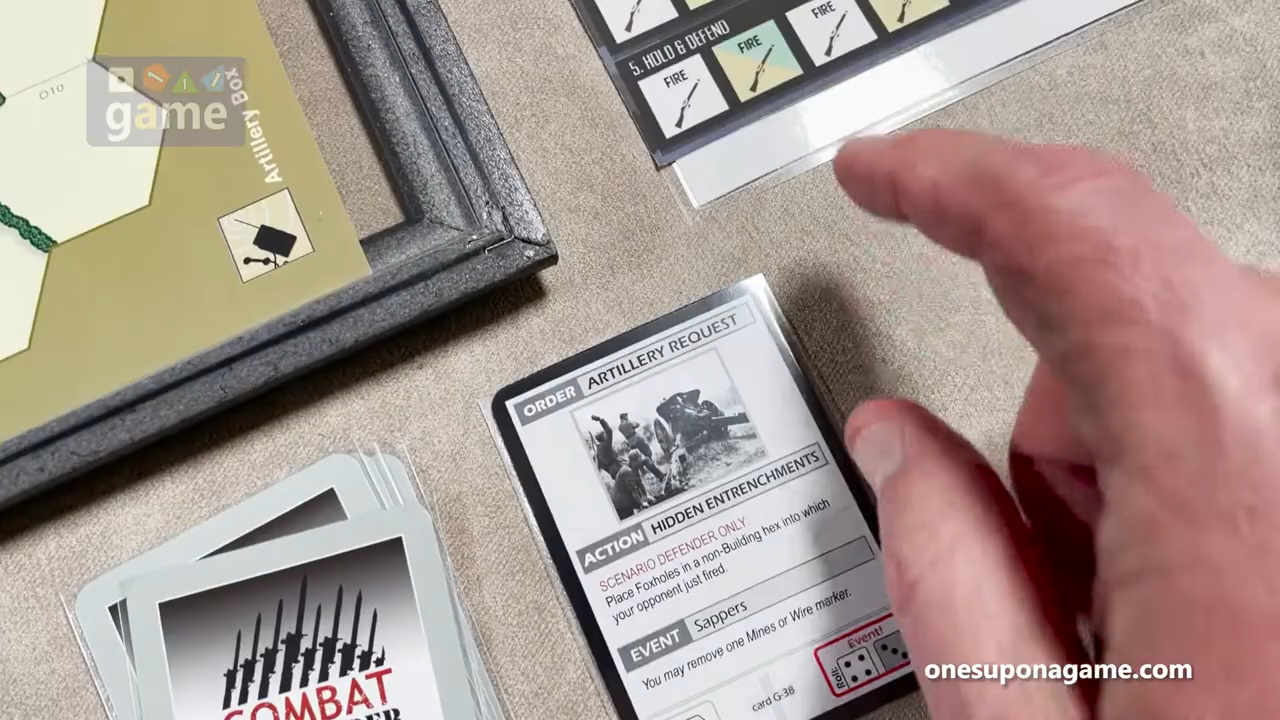 O10
game
Artillery Box
FIRE
5. HOLD & DEFEND
FIRE
FIRE
ORDER ARTILLERY REQUEST
ACTION HIDDEN ENTRENCHMENTS
SCENARIO DEFENDER ONLY:
Place Foxholes in a non-Building hex into which
your opponent just fired.
EVENT Sappers
You may remove one Mines or Wire marker.
Event!
Roll:
card G-38
COMBAT
onesuponagame.com